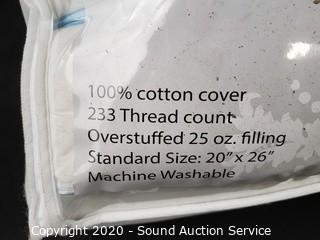 100% cotton cover
233 Thread count
Overstuffed 25 oz. filling
Standard Size: 20" x 26"
Machine Washable
Copyright 2020 - Sound Auction Service